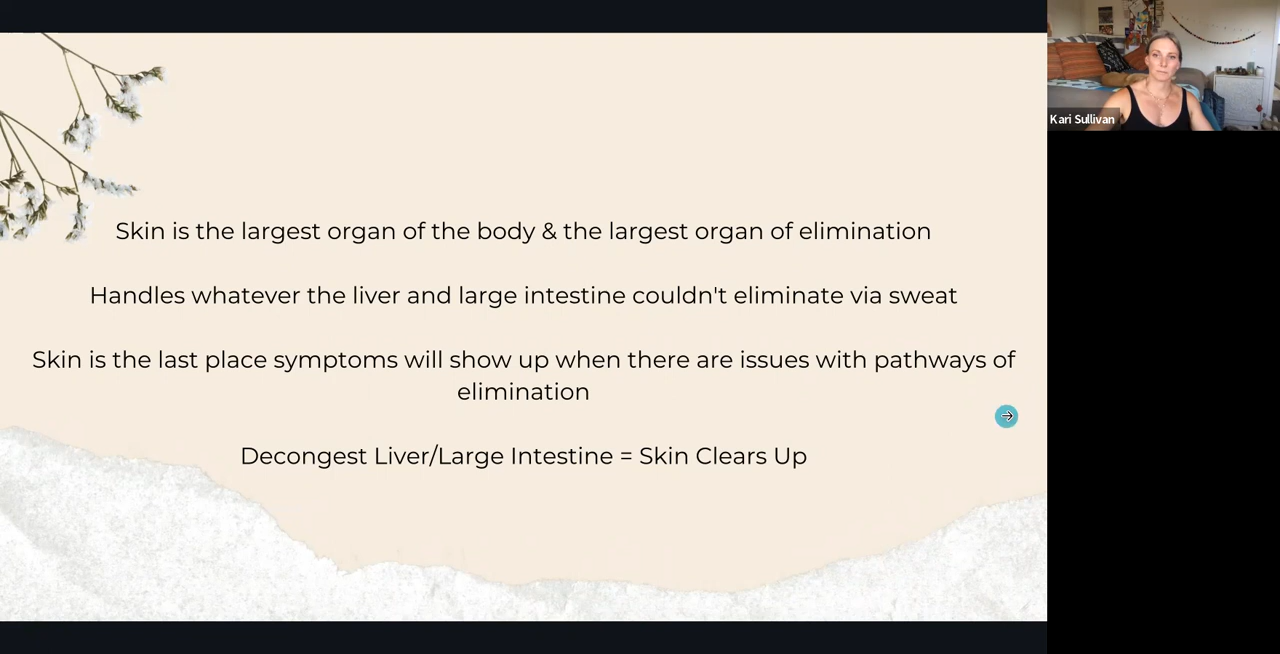 Skin is the largest organ of the body & the largest organ of elimination
Handles whatever the liver and large intestine couldn't eliminate via sweat
Skin is the last place symptoms will show up when there are issues with pathways of
elimination
Decongest Liver/Large Intestine = Skin Clears Up
Kari Sullivan